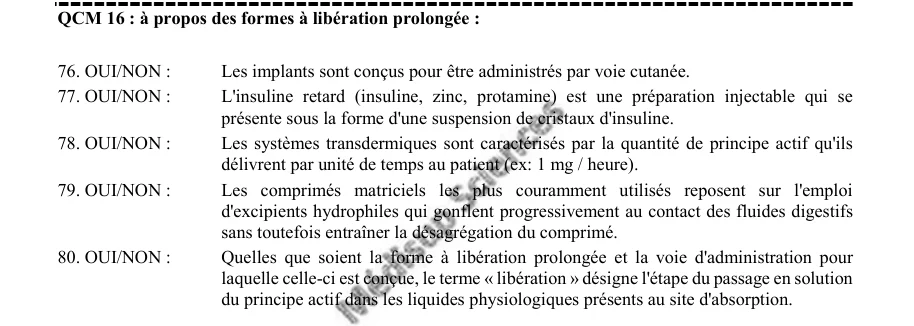 QCM 16 : à propos des formes à libération prolongée :
76. OUI/NON : Les implants sont conçus pour être administrés par voie cutanée.
77. OUI/NON : L'insuline retard (insuline, zinc, protamine) est une préparation injectable qui se
présente sous la forme d'une suspension de cristaux d'insuline.
78. OUI/NON : Les systèmes transdermiques sont caractérisés par la quantité de principe actif qu'ils
délivrent par unité de temps au patient (ex: 1 mg / heure).
79. OUI/NON : Les comprimés matriciels les plus couramment utilisés reposent sur l'emploi
d'excipients hydrophiles qui gonflent progressivement au contact des fluides digestifs
sans toutefois entraîner la désagrégation du comprimé.
80. OUI/NON : Quelles que soient la forme à libération prolongée et la voie d'administration pour
laquelle celle-ci est conçue, le terme « libération » désigne l'étape du passage en solution
du principe actif dans les liquides physiologiques présents au site d'absorption.
Médisup Sciences